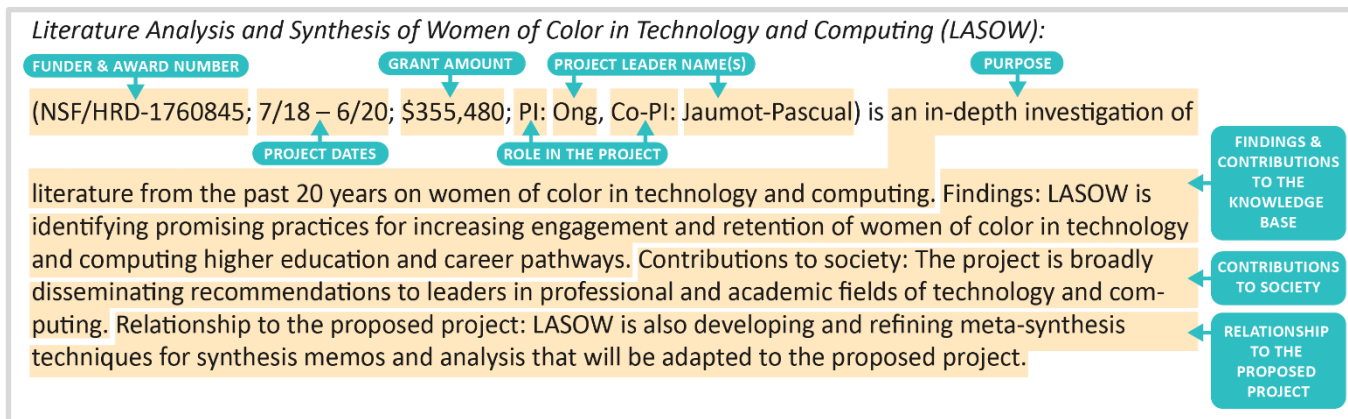 Literature Analysis and Synthesis of Women of Color in Technology and Computing (LASOW):
FUNDER & AWARD NUMBER
GRANT AMOUNT
PROJECT LEADER NAME(S)
PURPOSE
(NSF/HRD-1760845; 7/18 – 6/20; $355,480; PI: Ong, Co-PI: Jaumot-Pascual) is an in-depth investigation of
PROJECT DATES
ROLE IN THE PROJECT
literature from the past 20 years on women of color in technology and computing. Findings: LASOW is
identifying promising practices for increasing engagement and retention of women of color in technology
and computing higher education and career pathways. Contributions to society: The project is broadly
disseminating recommendations to leaders in professional and academic fields of technology and com-
puting. Relationship to the proposed project: LASOW is also developing and refining meta-synthesis
techniques for synthesis memos and analysis that will be adapted to the proposed project.
FINDINGS &
CONTRIBUTIONS
TO THE
KNOWLEDGE
BASE
CONTRIBUTIONS
TO SOCIETY
RELATIONSHIP
TO THE
PROPOSED
PROJECT